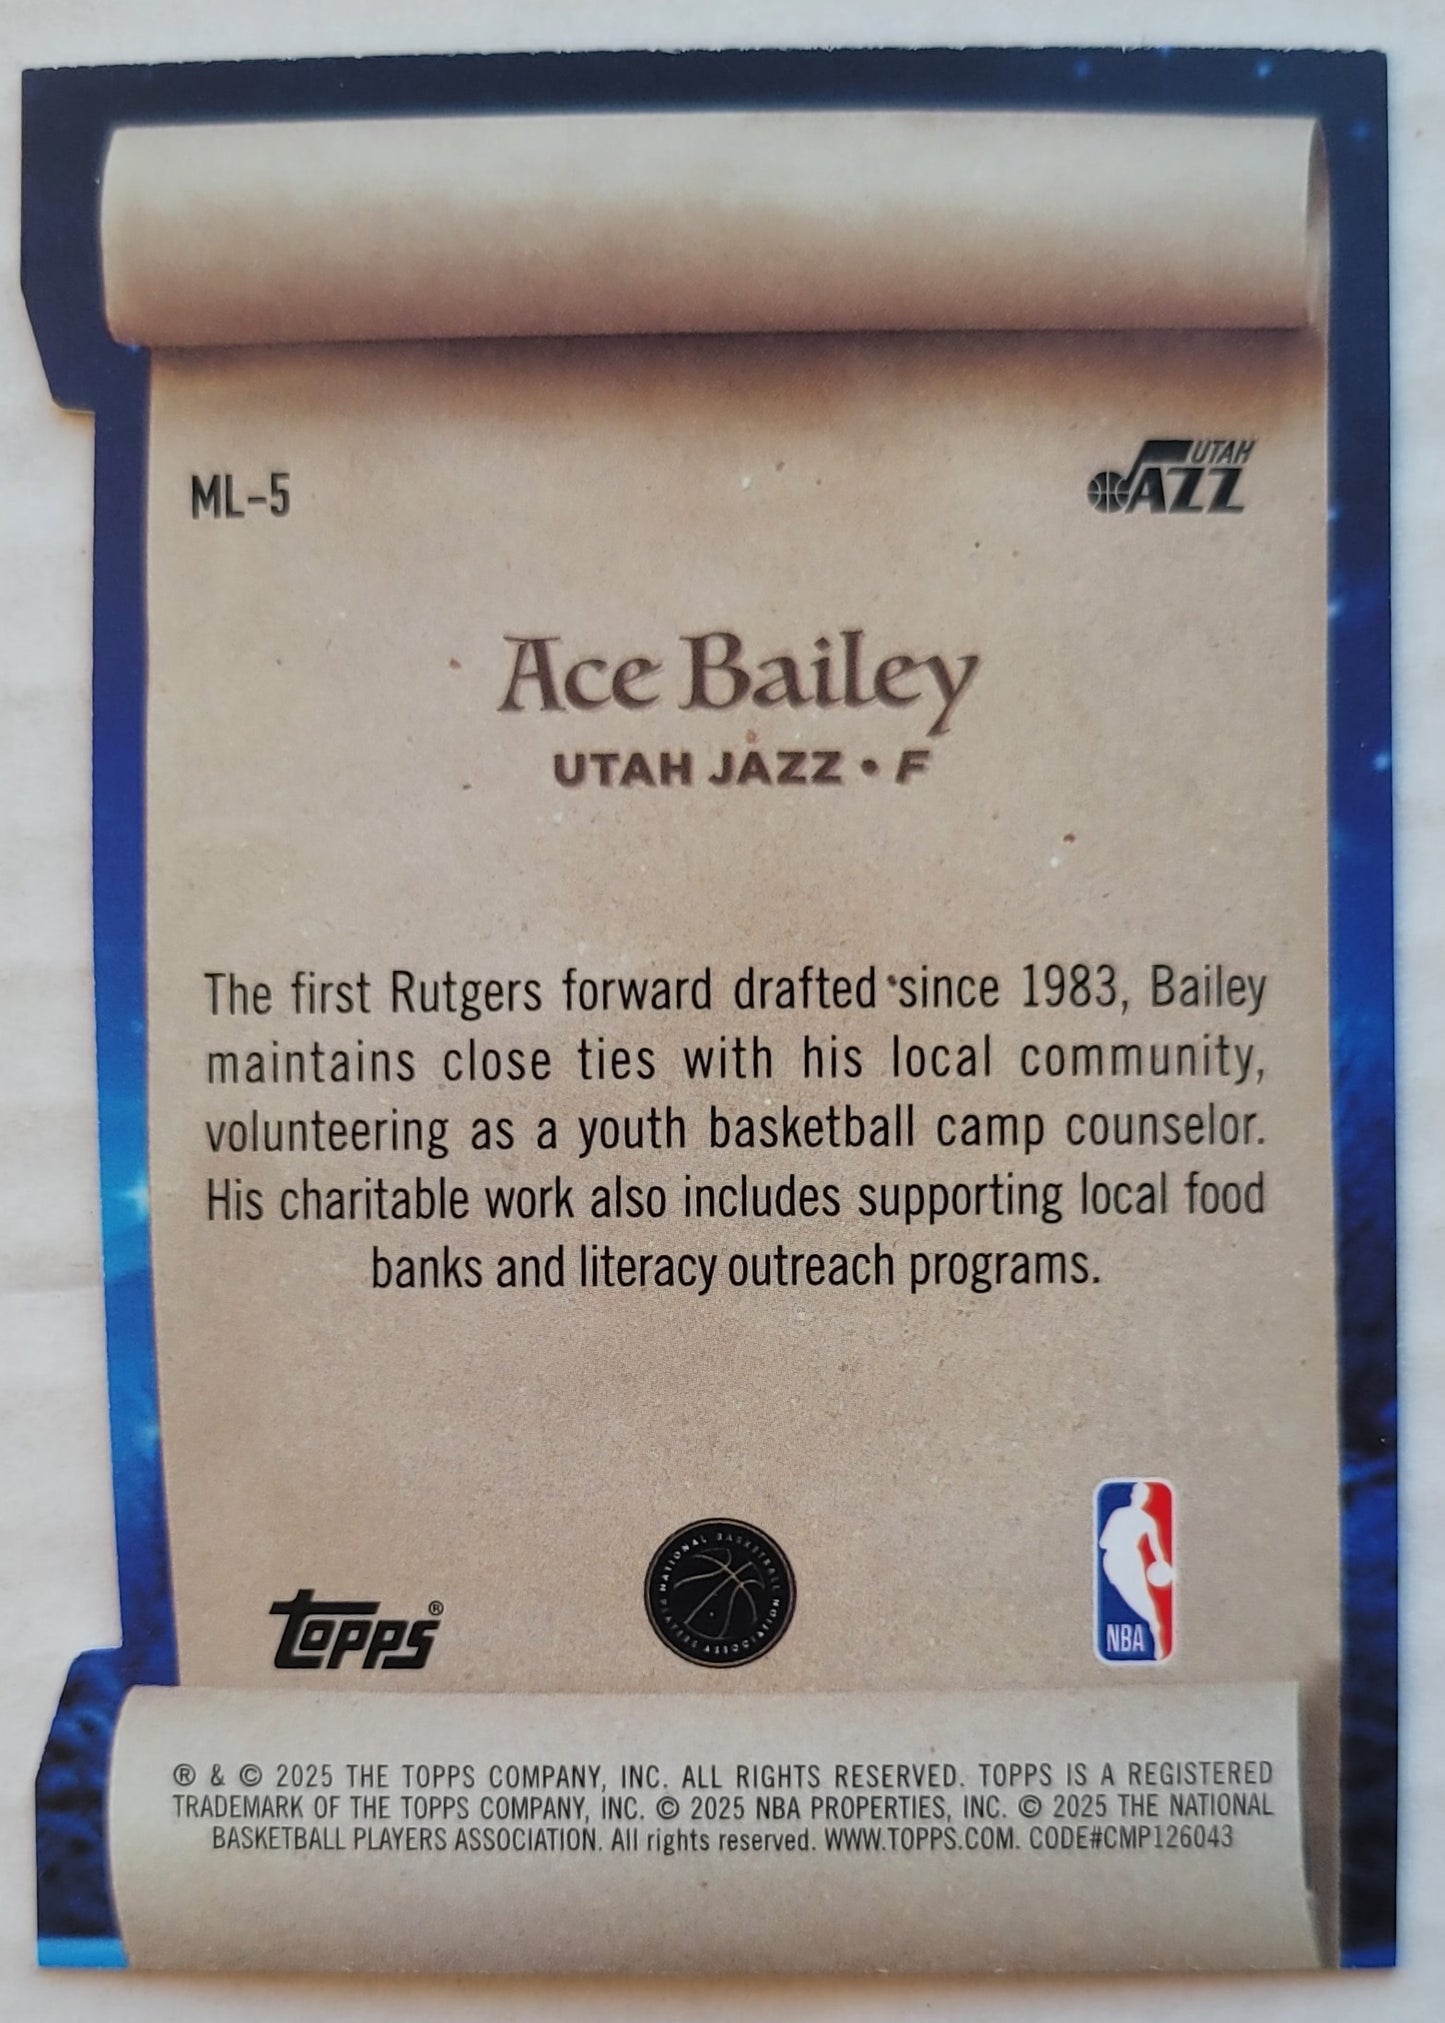 ML-5
UTAH
JAZZ
Ace Bailey
UTAH JAZZ • F
The first Rutgers forward drafted since 1983, Bailey
maintains close ties with his local community,
volunteering as a youth basketball camp counselor.
His charitable work also includes supporting local food
banks and literacy outreach programs.
TOPPS®
NATIONAL BASKETBALL
PLAYERS ASSOCIATION
NBA
® & © 2025 THE TOPPS COMPANY, INC. ALL RIGHTS RESERVED. TOPPS IS A REGISTERED
TRADEMARK OF THE TOPPS COMPANY, INC. © 2025 NBA PROPERTIES, INC. © 2025 THE NATIONAL
BASKETBALL PLAYERS ASSOCIATION. All rights reserved. WWW.TOPPS.COM. CODE#CMP126043